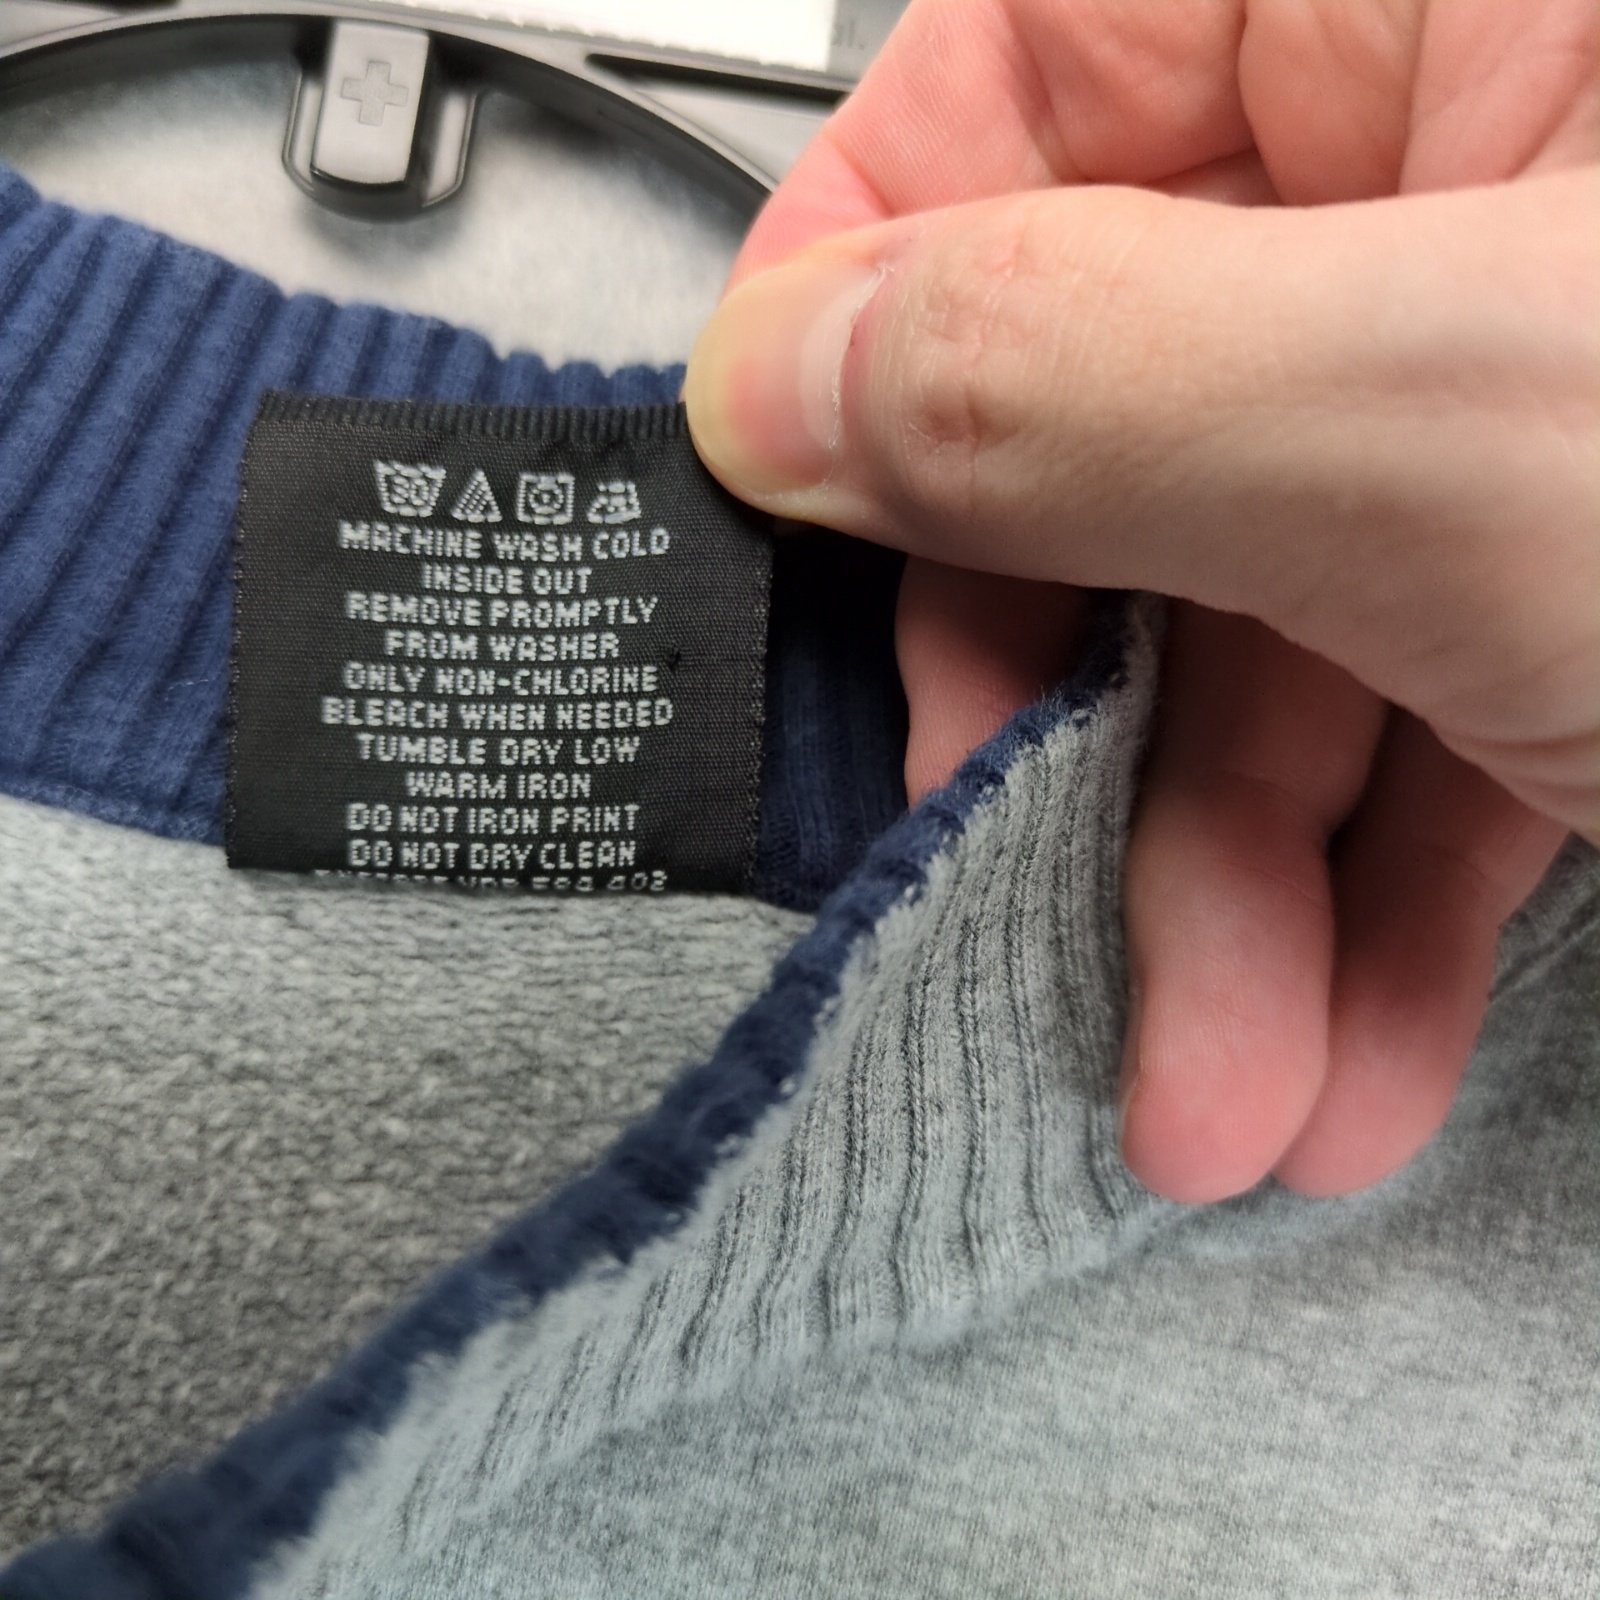 30
MACHINE WASH COLD
INSIDE OUT
REMOVE PROMPTLY
FROM WASHER
ONLY NON-CHLORINE
BLEACH WHEN NEEDED
TUMBLE DRY LOW
WARM IRON
DO NOT IRON PRINT
DO NOT DRY CLEAN